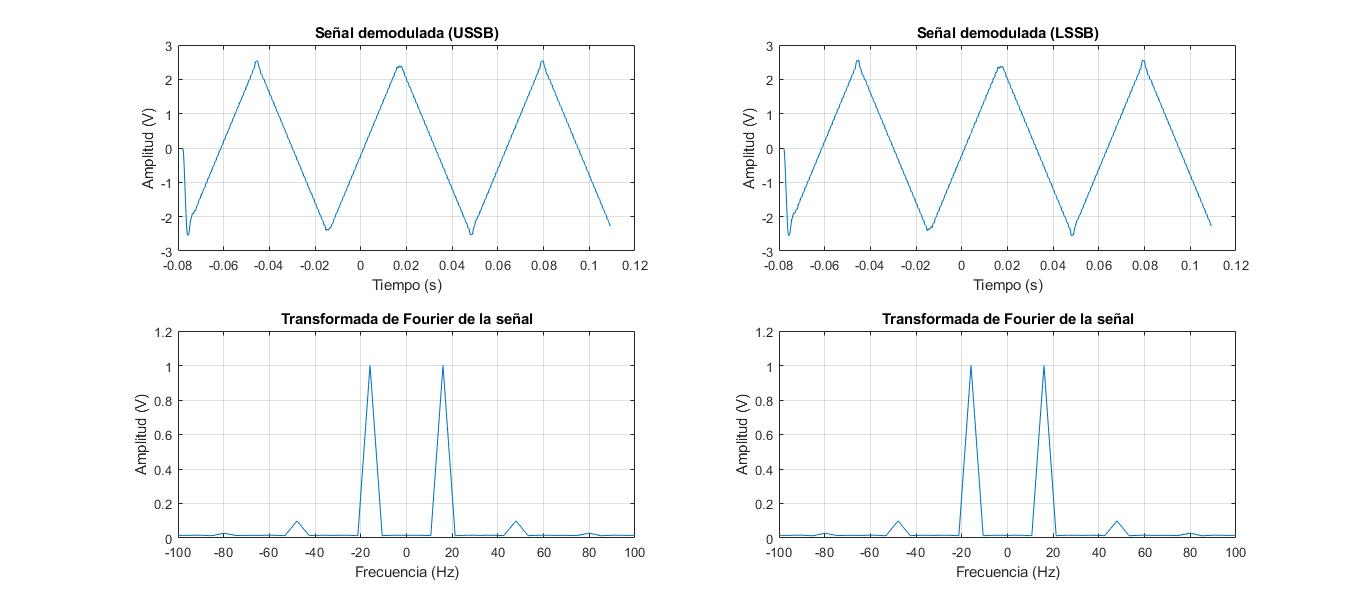 Señal demodulada (USSB)
3
2
1
0
-1
-2
-3
Amplitud (V)
-0.08 -0.06 -0.04 -0.02 0 0.02 0.04 0.06 0.08 0.1 0.12
Tiempo (s)
Señal demodulada (LSSB)
3
2
1
0
-1
-2
-3
Amplitud (V)
-0.08 -0.06 -0.04 -0.02 0 0.02 0.04 0.06 0.08 0.1 0.12
Tiempo (s)
Transformada de Fourier de la señal
1.2
1
0.8
0.6
0.4
0.2
0
Amplitud (V)
-100 -80 -60 -40 -20 0 20 40 60 80 100
Frecuencia (Hz)
Transformada de Fourier de la señal
1.2
1
0.8
0.6
0.4
0.2
0
Amplitud (V)
-100 -80 -60 -40 -20 0 20 40 60 80 100
Frecuencia (Hz)